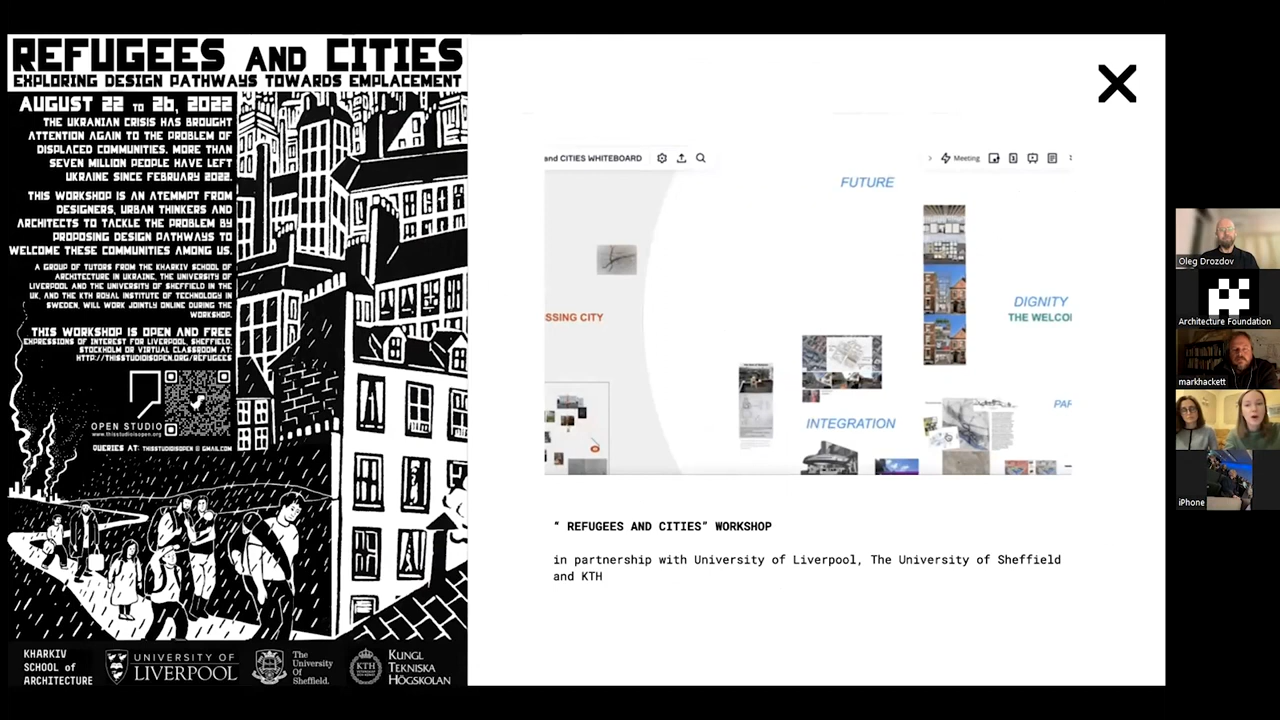 REFUGEES AND CITIES
EXPLORING DESIGN PATHWAYS TOWARDS EMPLACEMENT
AUGUST 22 TO 26, 2022
THE UKRANIAN CRISIS HAS BROUGHT
ATTENTION AGAIN TO THE PROBLEM OF
DISPLACED COMMUNITIES. MORE THAN
SEVEN MILLION PEOPLE HAVE LEFT
UKRAINE SINCE FEBRUARY 2022.
THIS WORKSHOP IS AN ATEMMPT FROM
DESIGNERS, URBAN THINKERS AND
ARCHITECTS TO TACKLE THE PROBLEM BY
PROPOSING DESIGN PATHWAYS TO
WELCOME THESE COMMUNITIES AMONG US.
A GROUP OF TUTORS FROM THE KHARKIV SCHOOL OF
ARCHITECTURE IN UKRAINE, THE UNIVERSITY OF
LIVERPOOL AND THE UNIVERSITY OF SHEFFIELD IN THE
UK, AND THE KTH ROYAL INSTITUTE OF TECHNOLOGY IN
SWEDEN, WILL WORK JOINTLY ONLINE DURING THE
WORKSHOP.
THIS WORKSHOP IS OPEN AND FREE
EXPRESSIONS OF INTEREST FOR LIVERPOOL, SHEFFIELD,
STOCKHOLM OR VIRTUAL CLASSROOM AT:
HTTP://THISSTUDIOISOPEN.ORG/REFUGEES
OPEN STUDIO
www.thisstudioisopen.org
QUERIES AT: THISSTUDIOISOPEN @ GMAIL.COM
KHARKIV
SCHOOL of
ARCHITECTURE
UNIVERSITY OF
LIVERPOOL
The
University
Of
Sheffield.
KTH
KUNGL
TEKNISKA
HÖGSKOLAN
and CITIES WHITEBOARD
Meeting
FUTURE
SSING CITY
DIGNITY
THE WELCO
INTEGRATION
PAR
“ REFUGEES AND CITIES” WORKSHOP
in partnership with University of Liverpool, The University of Sheffield
and KTH
Oleg Drozdov
Architecture Foundation
markhackett
iPhone